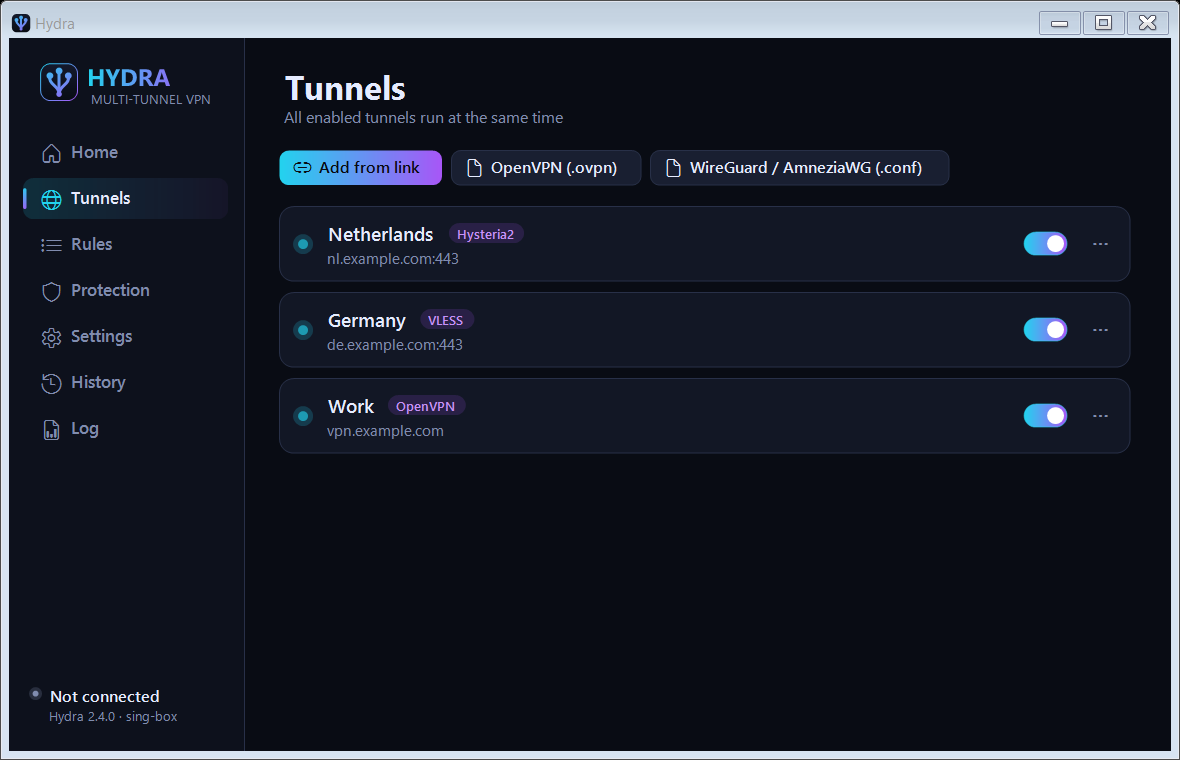 Hydra
HYDRA
MULTI-TUNNEL VPN
Home
Tunnels
Rules
Protection
Settings
History
Log
Not connected
Hydra 2.4.0 · sing-box
Tunnels
All enabled tunnels run at the same time
Add from link
OpenVPN (.ovpn)
WireGuard / AmneziaWG (.conf)
Netherlands Hysteria2
nl.example.com:443
Germany VLESS
de.example.com:443
Work OpenVPN
vpn.example.com